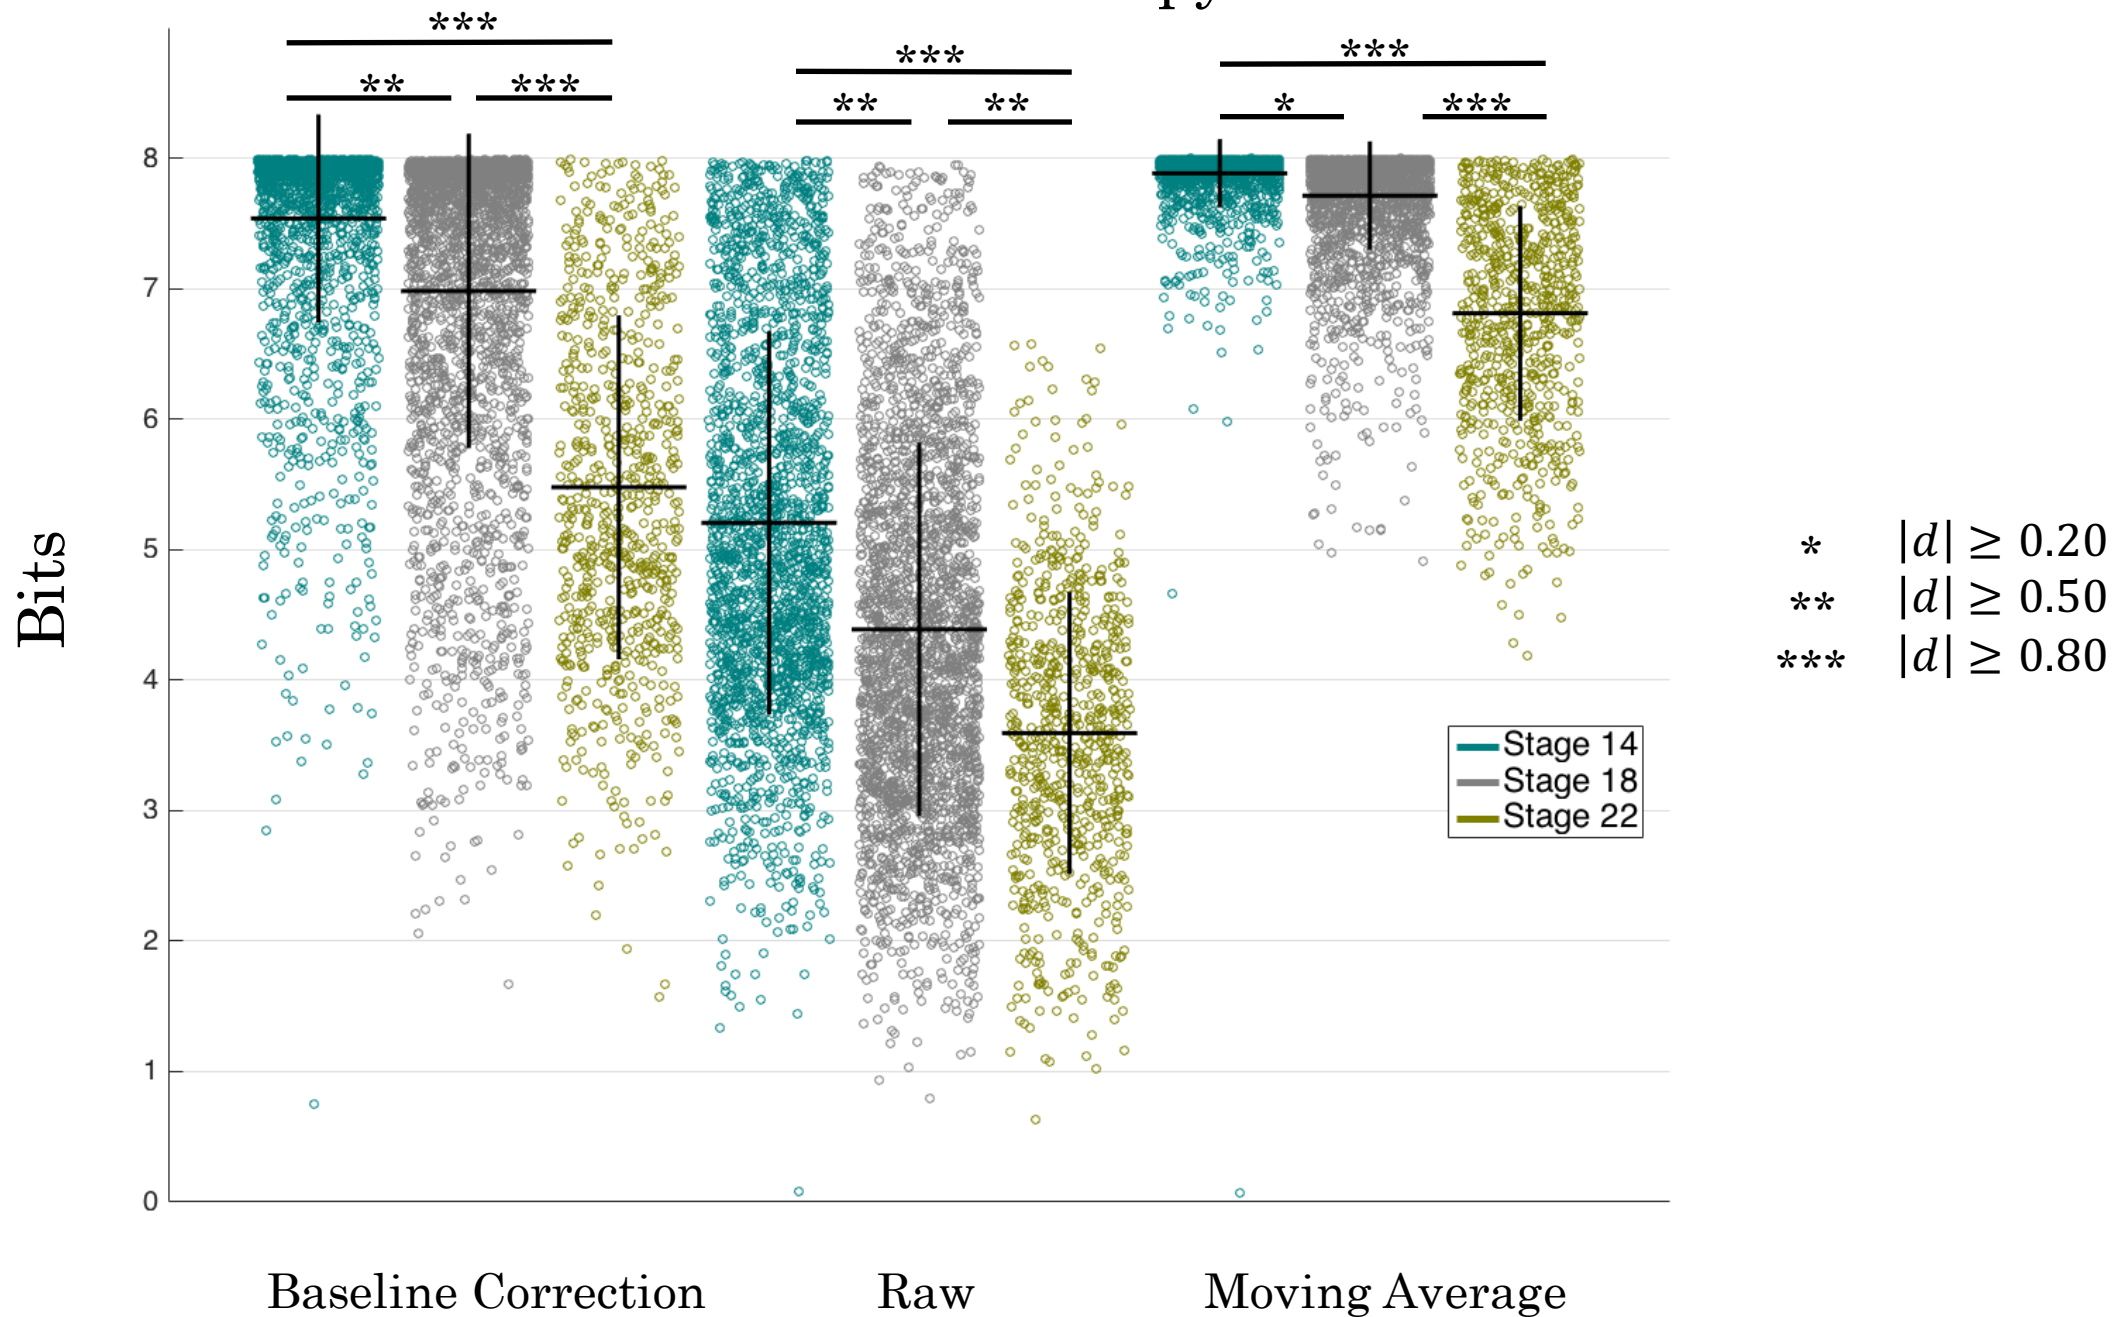 ***
** ***
***
** **
***
* ***
8
7
6
5
4
3
2
1
0
Bits
* |d| ≥ 0.20
** |d| ≥ 0.50
*** |d| ≥ 0.80
Stage 14
Stage 18
Stage 22
Baseline Correction Raw Moving Average